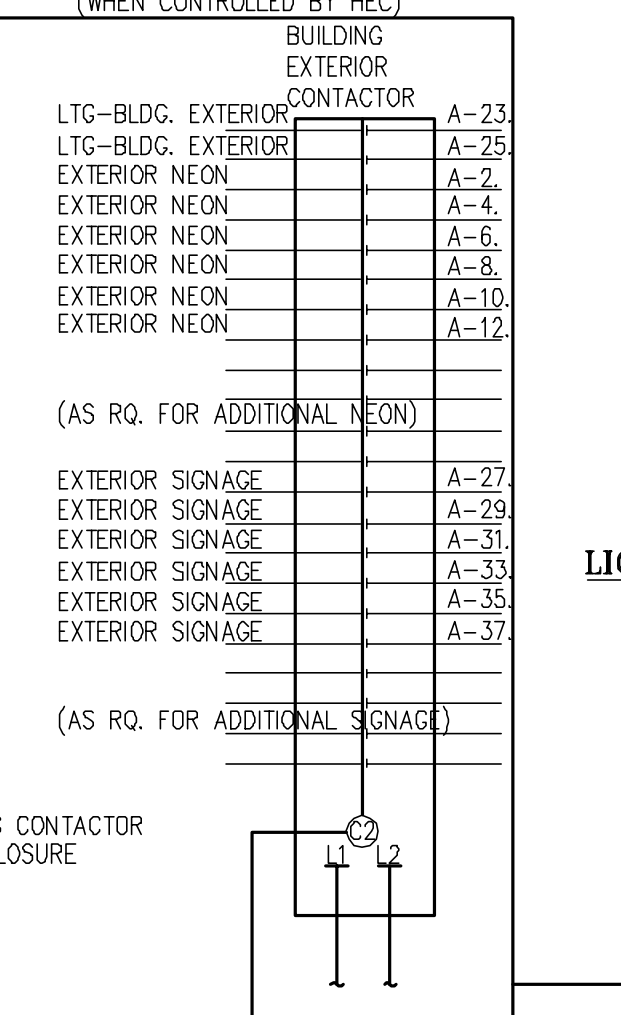 (WHEN CONTROLLED BY HEC)
BUILDING
EXTERIOR
CONTACTOR
LTG-BLDG. EXTERIOR A-23.
LTG-BLDG. EXTERIOR A-25.
EXTERIOR NEON A-2.
EXTERIOR NEON A-4.
EXTERIOR NEON A-6.
EXTERIOR NEON A-8.
EXTERIOR NEON A-10.
EXTERIOR NEON A-12.
(AS RQ. FOR ADDITIONAL NEON)
EXTERIOR SIGNAGE A-27.
EXTERIOR SIGNAGE A-29.
EXTERIOR SIGNAGE A-31.
LIG
EXTERIOR SIGNAGE A-33.
EXTERIOR SIGNAGE A-35.
EXTERIOR SIGNAGE A-37.
(AS RQ. FOR ADDITIONAL SIGNAGE)
CONTACTOR
C2
LOSURE
L1 L2